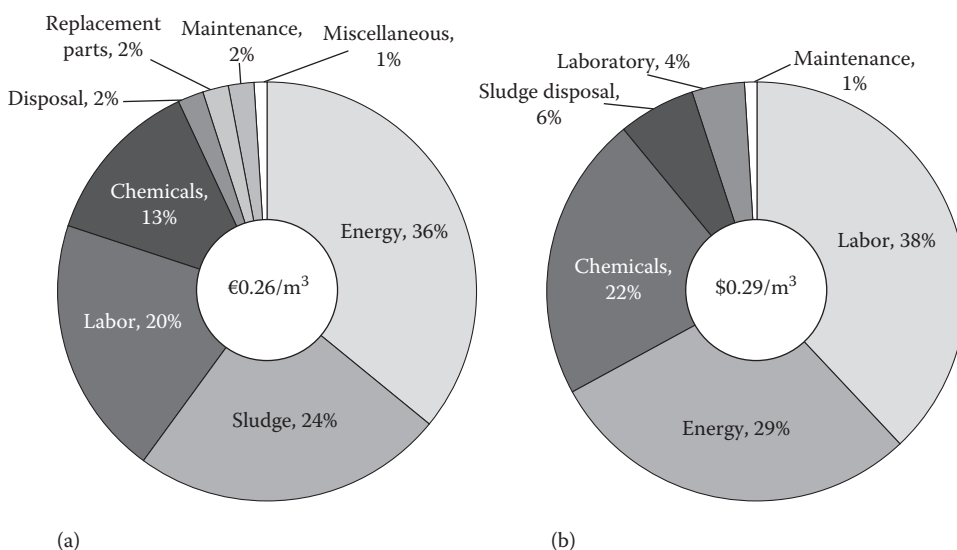 Replacement
parts, 2%
Maintenance,
2%
Miscellaneous,
1%
Disposal, 2%
Chemicals,
13%
Energy, 36%
€0.26/m³
Labor, 20%
Sludge, 24%
(a)
Laboratory, 4%
Maintenance,
1%
Sludge disposal,
6%
Labor, 38%
Chemicals,
22%
$0.29/m³
Energy, 29%
(b)